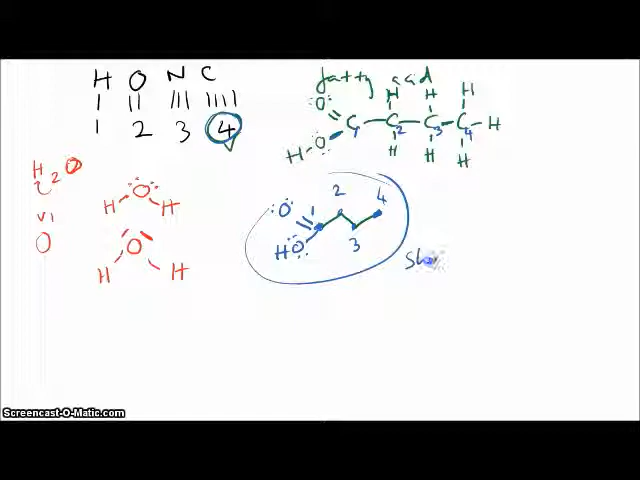 H O N C
1 2 3 4
fatty acid
O
C C C C H
1 2 3 4
H H H
H-O
H H H
H2O
VI
O
H O H
O
H H
O 1 2 3 4
HO
Screencast-O-Matic.com